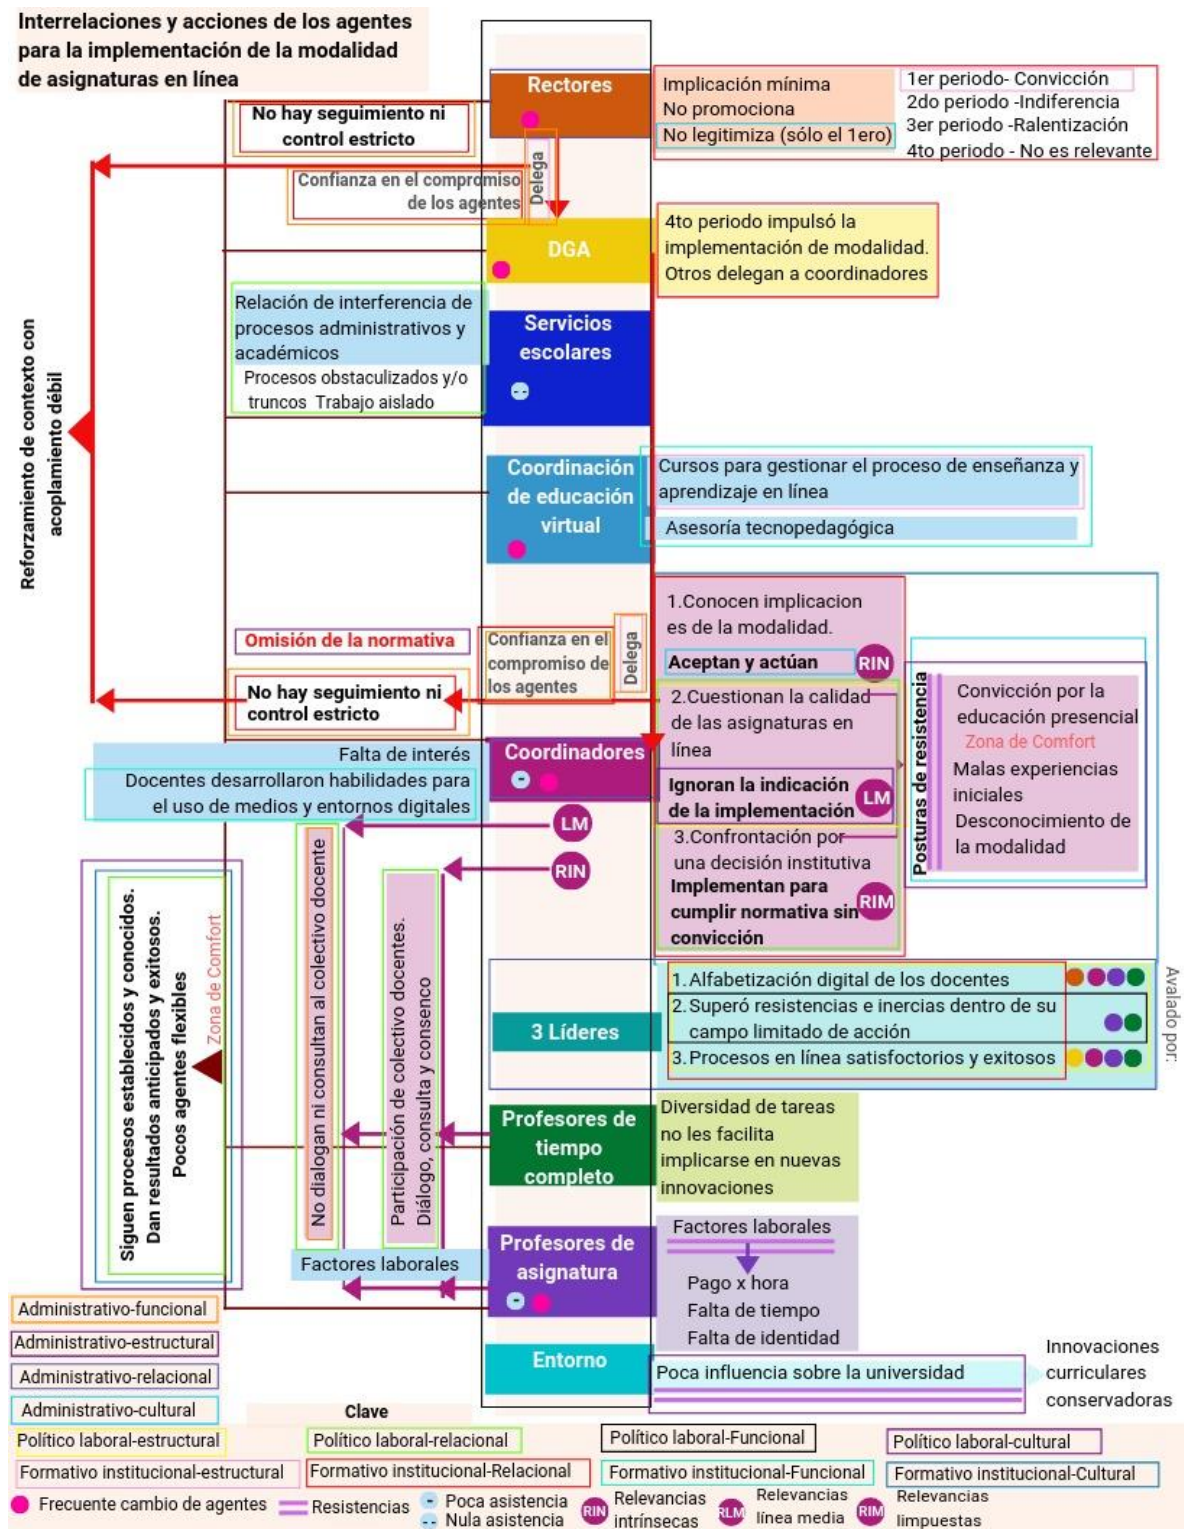 Interrelaciones y acciones de los agentes
para la implementación de la modalidad
de asignaturas en línea
Rectores
Implicación mínima
No promociona
No legitimiza (sólo el 1ero)
1er periodo- Convicción
2do periodo -Indiferencia
3er periodo -Ralentización
4to periodo - No es relevante
No hay seguimiento ni
control estricto
Confianza en el compromiso
de los agentes
Delega
DGA
4to periodo impulsó la
implementación de modalidad.
Otros delegan a coordinadores
Relación de interferencia de
procesos administrativos y
académicos
Procesos obstaculizados y/o
truncos Trabajo aislado
Servicios
escolares
--
Reforzamiento de contexto con
acoplamiento débil
Coordinación
de educación
virtual
Cursos para gestionar el proceso de enseñanza y
aprendizaje en línea
Asesoría tecnopedagógica
Omisión de la normativa
Confianza en el
compromiso de
los agentes
Delega
No hay seguimiento ni
control estricto
1.Conocen implicacion
es de la modalidad.
Aceptan y actúan
RIN
2.Cuestionan la calidad
de las asignaturas en
línea
Ignoran la indicación
de la implementación
LM
3.Confrontación por
una decisión institutiva
Implementan para
cumplir normativa sin
convicción
RIM
Posturas de resistencia
Convicción por la
educación presencial
Zona de Comfort
Malas experiencias
iniciales
Desconocimiento de
la modalidad
Coordinadores
-
Falta de interés
Docentes desarrollaron habilidades para
el uso de medios y entornos digitales
LM
RIN
Siguen procesos establecidos y conocidos.
Dan resultados anticipados y exitosos.
Pocos agentes flexibles
Zona de Comfort
No dialogan ni consultan al colectivo docente
Participación de colectivo docentes.
Diálogo, consulta y consenco
3 Líderes
1.Alfabetización digital de los docentes
2.Superó resistencias e inercias dentro de su
campo limitado de acción
3.Procesos en línea satisfoctorios y exitosos
Avalado por:
Profesores de
tiempo
completo
Diversidad de tareas
no les facilita
implicarse en nuevas
innovaciones
Factores laborales
Profesores de
asignatura
-
Factores laborales
Pago x hora
Falta de tiempo
Falta de identidad
Entorno
Poca influencia sobre la universidad
Innovaciones
curriculares
conservadoras
Administrativo-funcional
Administrativo-estructural
Administrativo-relacional
Administrativo-cultural
Clave
Político laboral-estructural
Político laboral-relacional
Político laboral-Funcional
Político laboral-cultural
Formativo institucional-estructural
Formativo institucional-Relacional
Formativo institucional-Funcional
Formativo institucional-Cultural
Frecuente cambio de agentes
Resistencias
- Poca asistencia
-- Nula asistencia
RIN Relevancias
intrínsecas
RLM Relevancias
línea media
RIM Relevancias
Iimpuestas